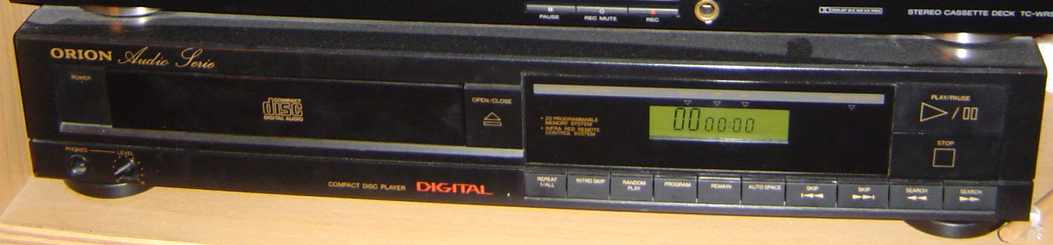 PAUSE
REC MUTE
REC
STEREO CASSETTE DECK TC-WR5
ORION Audio Serie
POWER
COMPACT
disc
DIGITAL AUDIO
OPEN/CLOSE
• 20 PROGRAMMABLE
MEMORY SYSTEM
• INFRA RED REMOTE
CONTROL SYSTEM
00 00:00
PLAY/PAUSE
STOP
PHONES
LEVEL
COMPACT DISC PLAYER DIGITAL
REPEAT
1/ALL
INTRO SKIP
RANDOM
PLAY
PROGRAM
REMAIN
AUTO SPACE
SKIP
SKIP
SEARCH
SEARCH